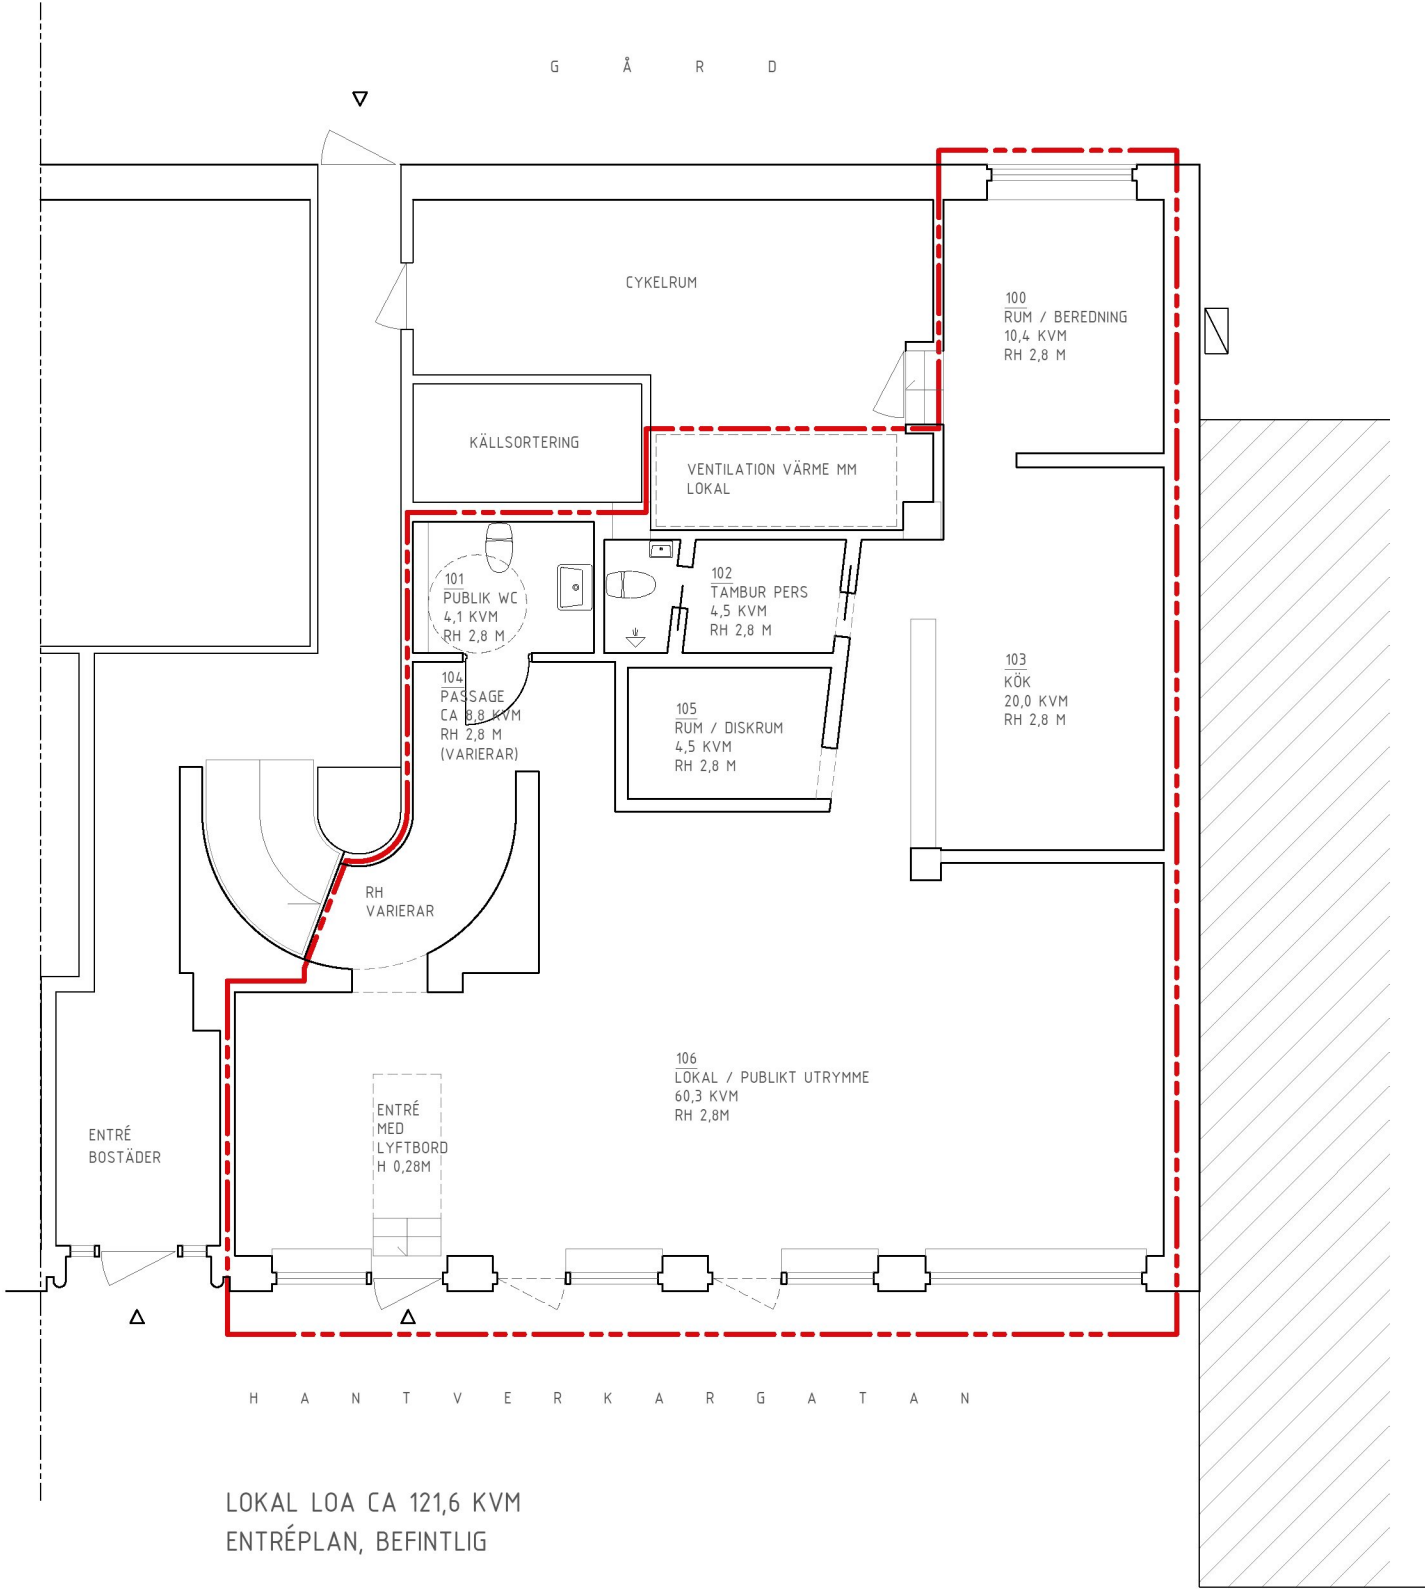 GÅRD
CYKELRUM
100
RUM / BEREDNING
10,4 KVM
RH 2,8 M
KÄLLSORTERING
VENTILATION VÄRME MM
LOKAL
101
PUBLIK WC
4,1 KVM
RH 2,8 M
102
TAMBUR PERS
4,5 KVM
RH 2,8 M
104
PASSAGE
CA 8,8 KVM
RH 2,8 M
(VARIERAR)
105
RUM / DISKRUM
4,5 KVM
RH 2,8 M
103
KÖK
20,0 KVM
RH 2,8 M
RH
VARIERAR
106
LOKAL / PUBLIKT UTRYMME
60,3 KVM
RH 2,8M
ENTRÉ
MED
LYFTBORD
H 0,28M
ENTRÉ
BOSTÄDER
HANTVERKARGATAN
LOKAL LOA CA 121,6 KVM
ENTRÉPLAN, BEFINTLIG